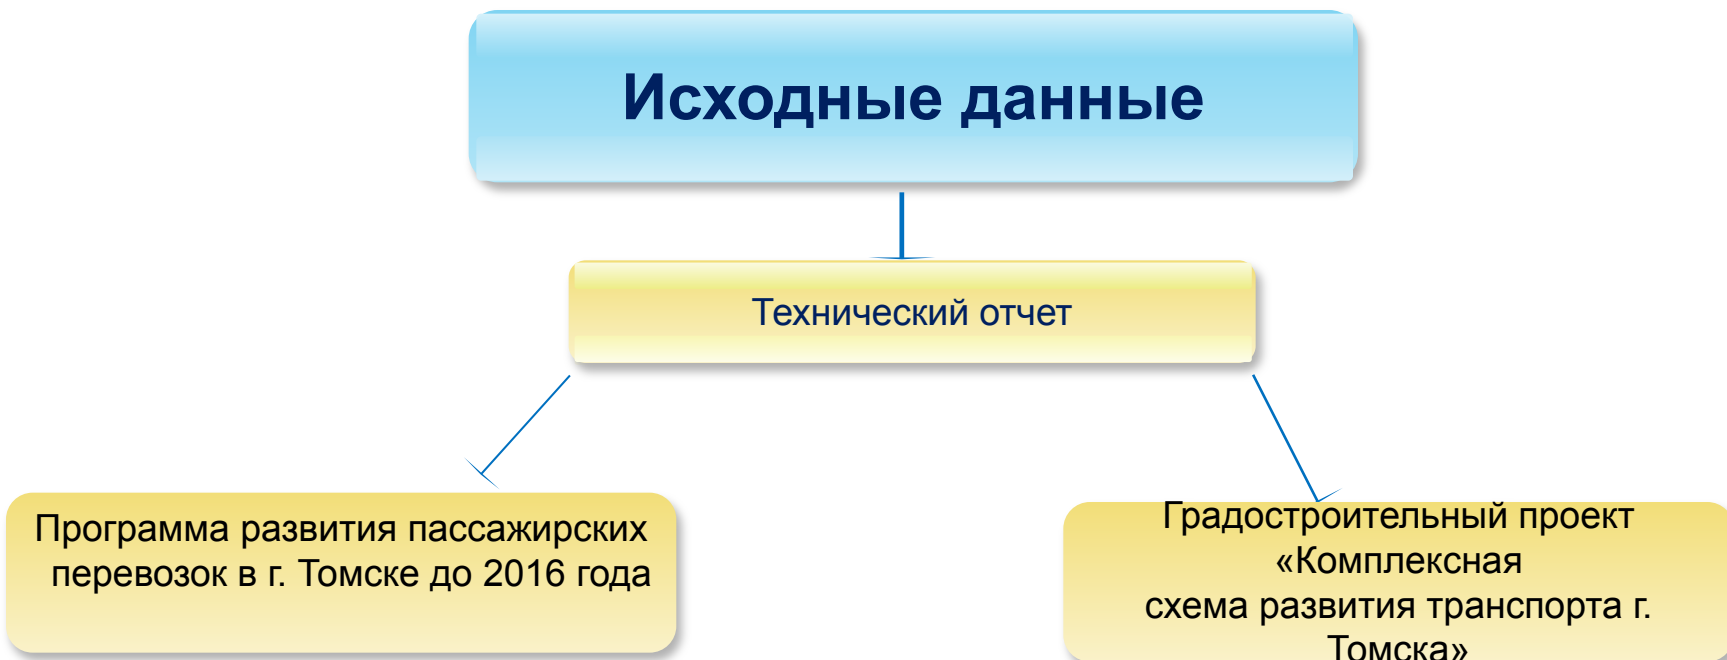 Исходные данные
Технический отчет
Программа развития пассажирских
перевозок в г. Томске до 2016 года
Градостроительный проект
«Комплексная
схема развития транспорта г.
Томска»